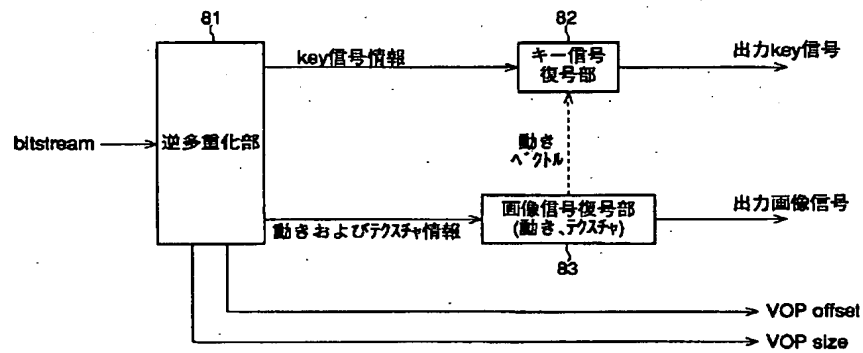 81
82
key信号情報
キー信号
復号部
出力key信号
bitstream
逆多重化部
動き
ベクトル
動きおよびテクスチャ情報
画像信号復号部
(動き、テクスチャ)
出力画像信号
83
VOP offset
VOP size